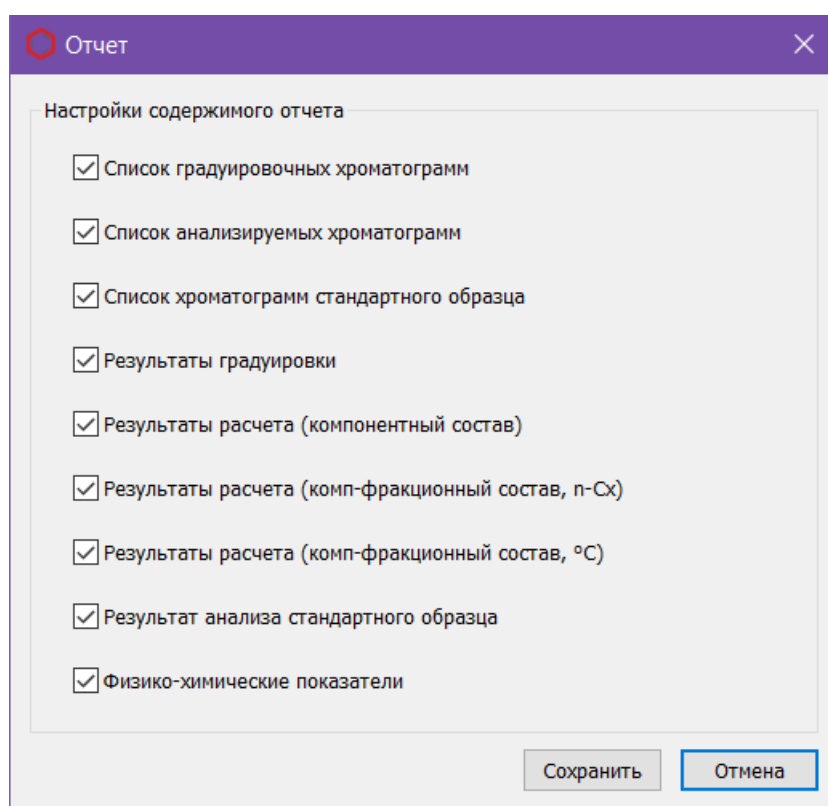 Отчет
Настройки содержимого отчета
Список градуировочных хроматограмм
Список анализируемых хроматограмм
Список хроматограмм стандартного образца
Результаты градуировки
Результаты расчета (компонентный состав)
Результаты расчета (комп-фракционный состав, n-Cx)
Результаты расчета (комп-фракционный состав, °C)
Результат анализа стандартного образца
Физико-химические показатели
Сохранить Отмена